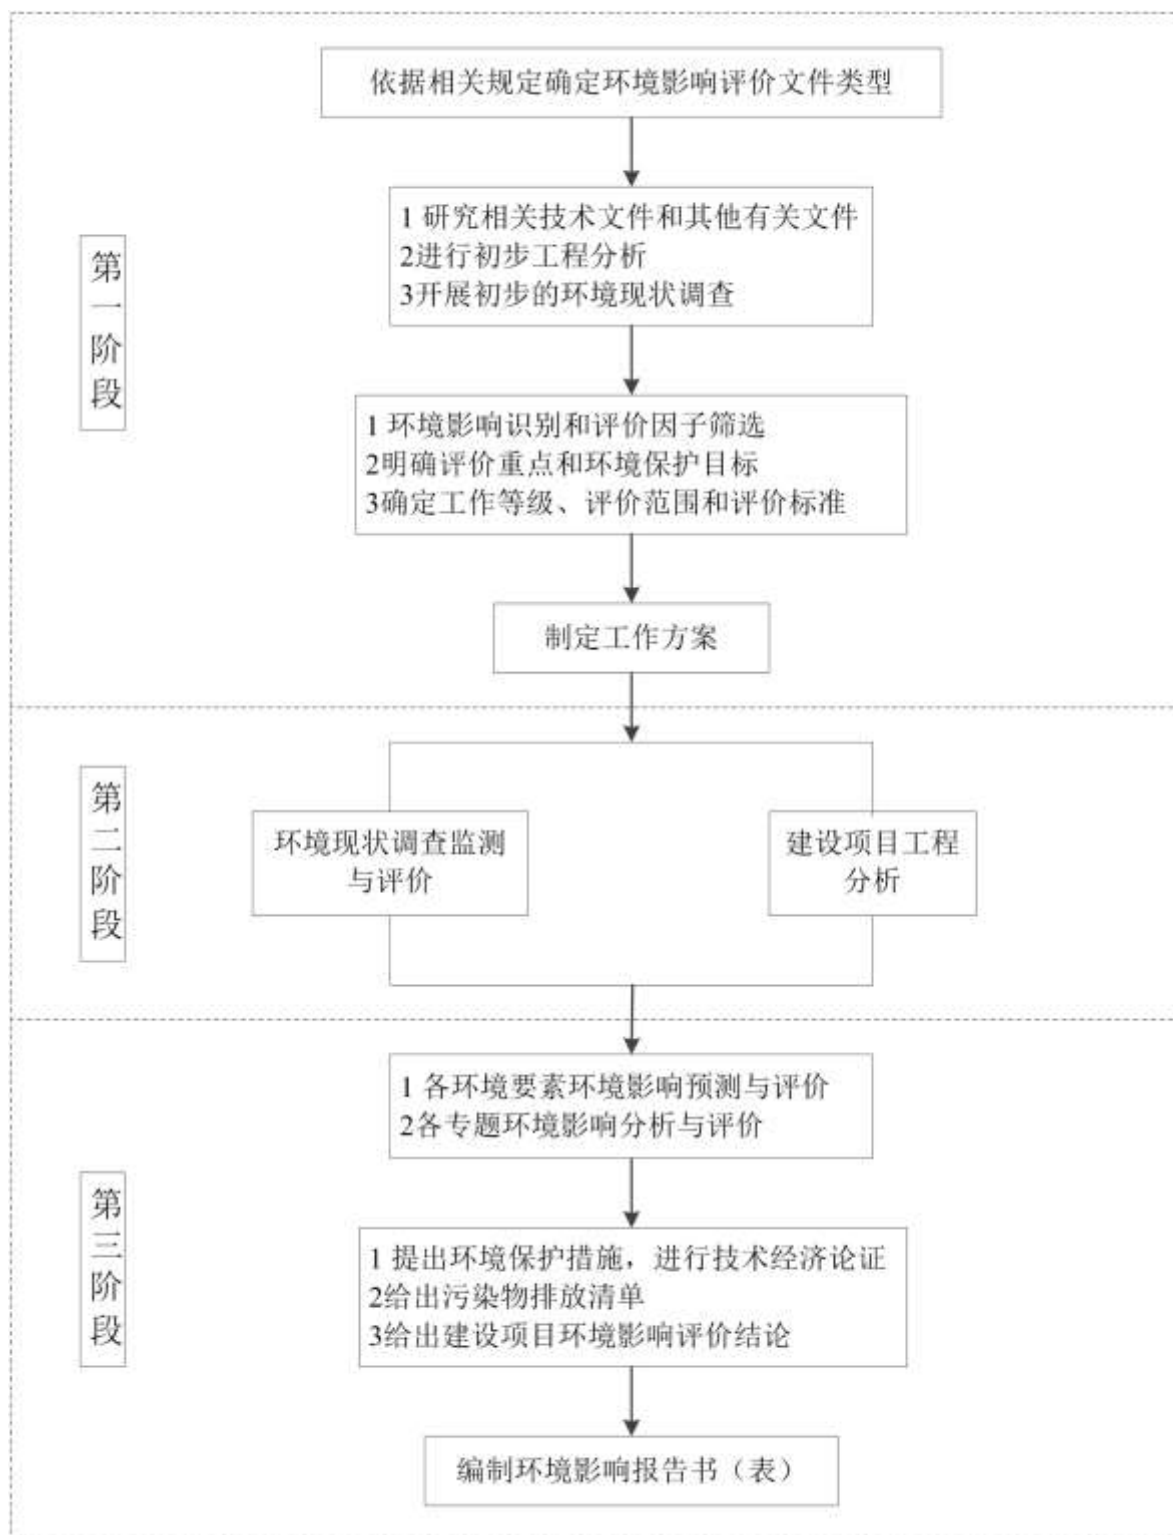 依据相关规定确定环境影响评价文件类型
第一阶段
1 研究相关技术文件和其他有关文件
2进行初步工程分析
3开展初步的环境现状调查
1 环境影响识别和评价因子筛选
2明确评价重点和环境保护目标
3确定工作等级、评价范围和评价标准
制定工作方案
第二阶段
环境现状调查监测
与评价
建设项目工程
分析
第三阶段
1 各环境要素环境影响预测与评价
2各专题环境影响分析与评价
1 提出环境保护措施，进行技术经济论证
2给出污染物排放清单
3给出建设项目环境影响评价结论
编制环境影响报告书（表）